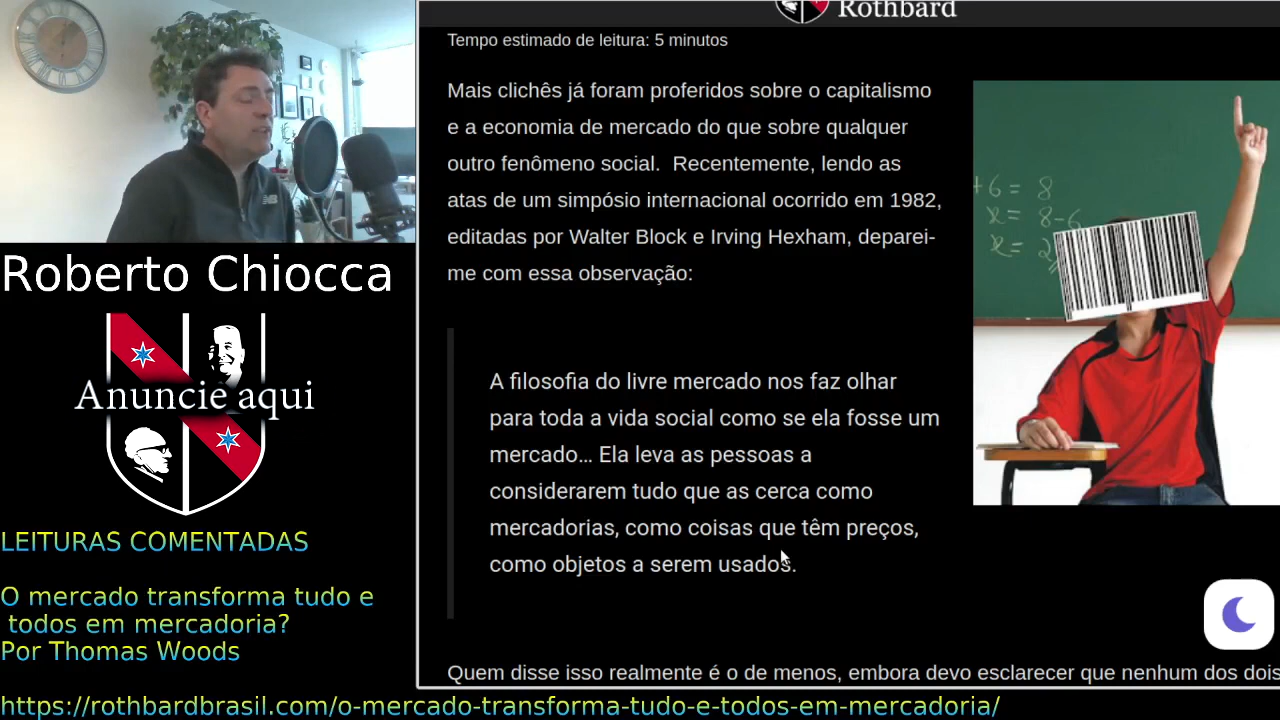 Rothbard
Tempo estimado de leitura: 5 minutos
Mais clichês já foram proferidos sobre o capitalismo
e a economia de mercado do que sobre qualquer
outro fenômeno social.  Recentemente, lendo as
atas de um simpósio internacional ocorrido em 1982,
editadas por Walter Block e Irving Hexham, deparei-
me com essa observação:
A filosofia do livre mercado nos faz olhar
para toda a vida social como se ela fosse um
mercado… Ela leva as pessoas a
considerarem tudo que as cerca como
mercadorias, como coisas que têm preços,
como objetos a serem usados.
Quem disse isso realmente é o de menos, embora devo esclarecer que nenhum dos dois
+6 = 8
x = 8-6
x = 2
Roberto Chiocca
Anuncie aqui
LEITURAS COMENTADAS
O mercado transforma tudo e
todos em mercadoria?
Por Thomas Woods
https://rothbardbrasil.com/o-mercado-transforma-tudo-e-todos-em-mercadoria/